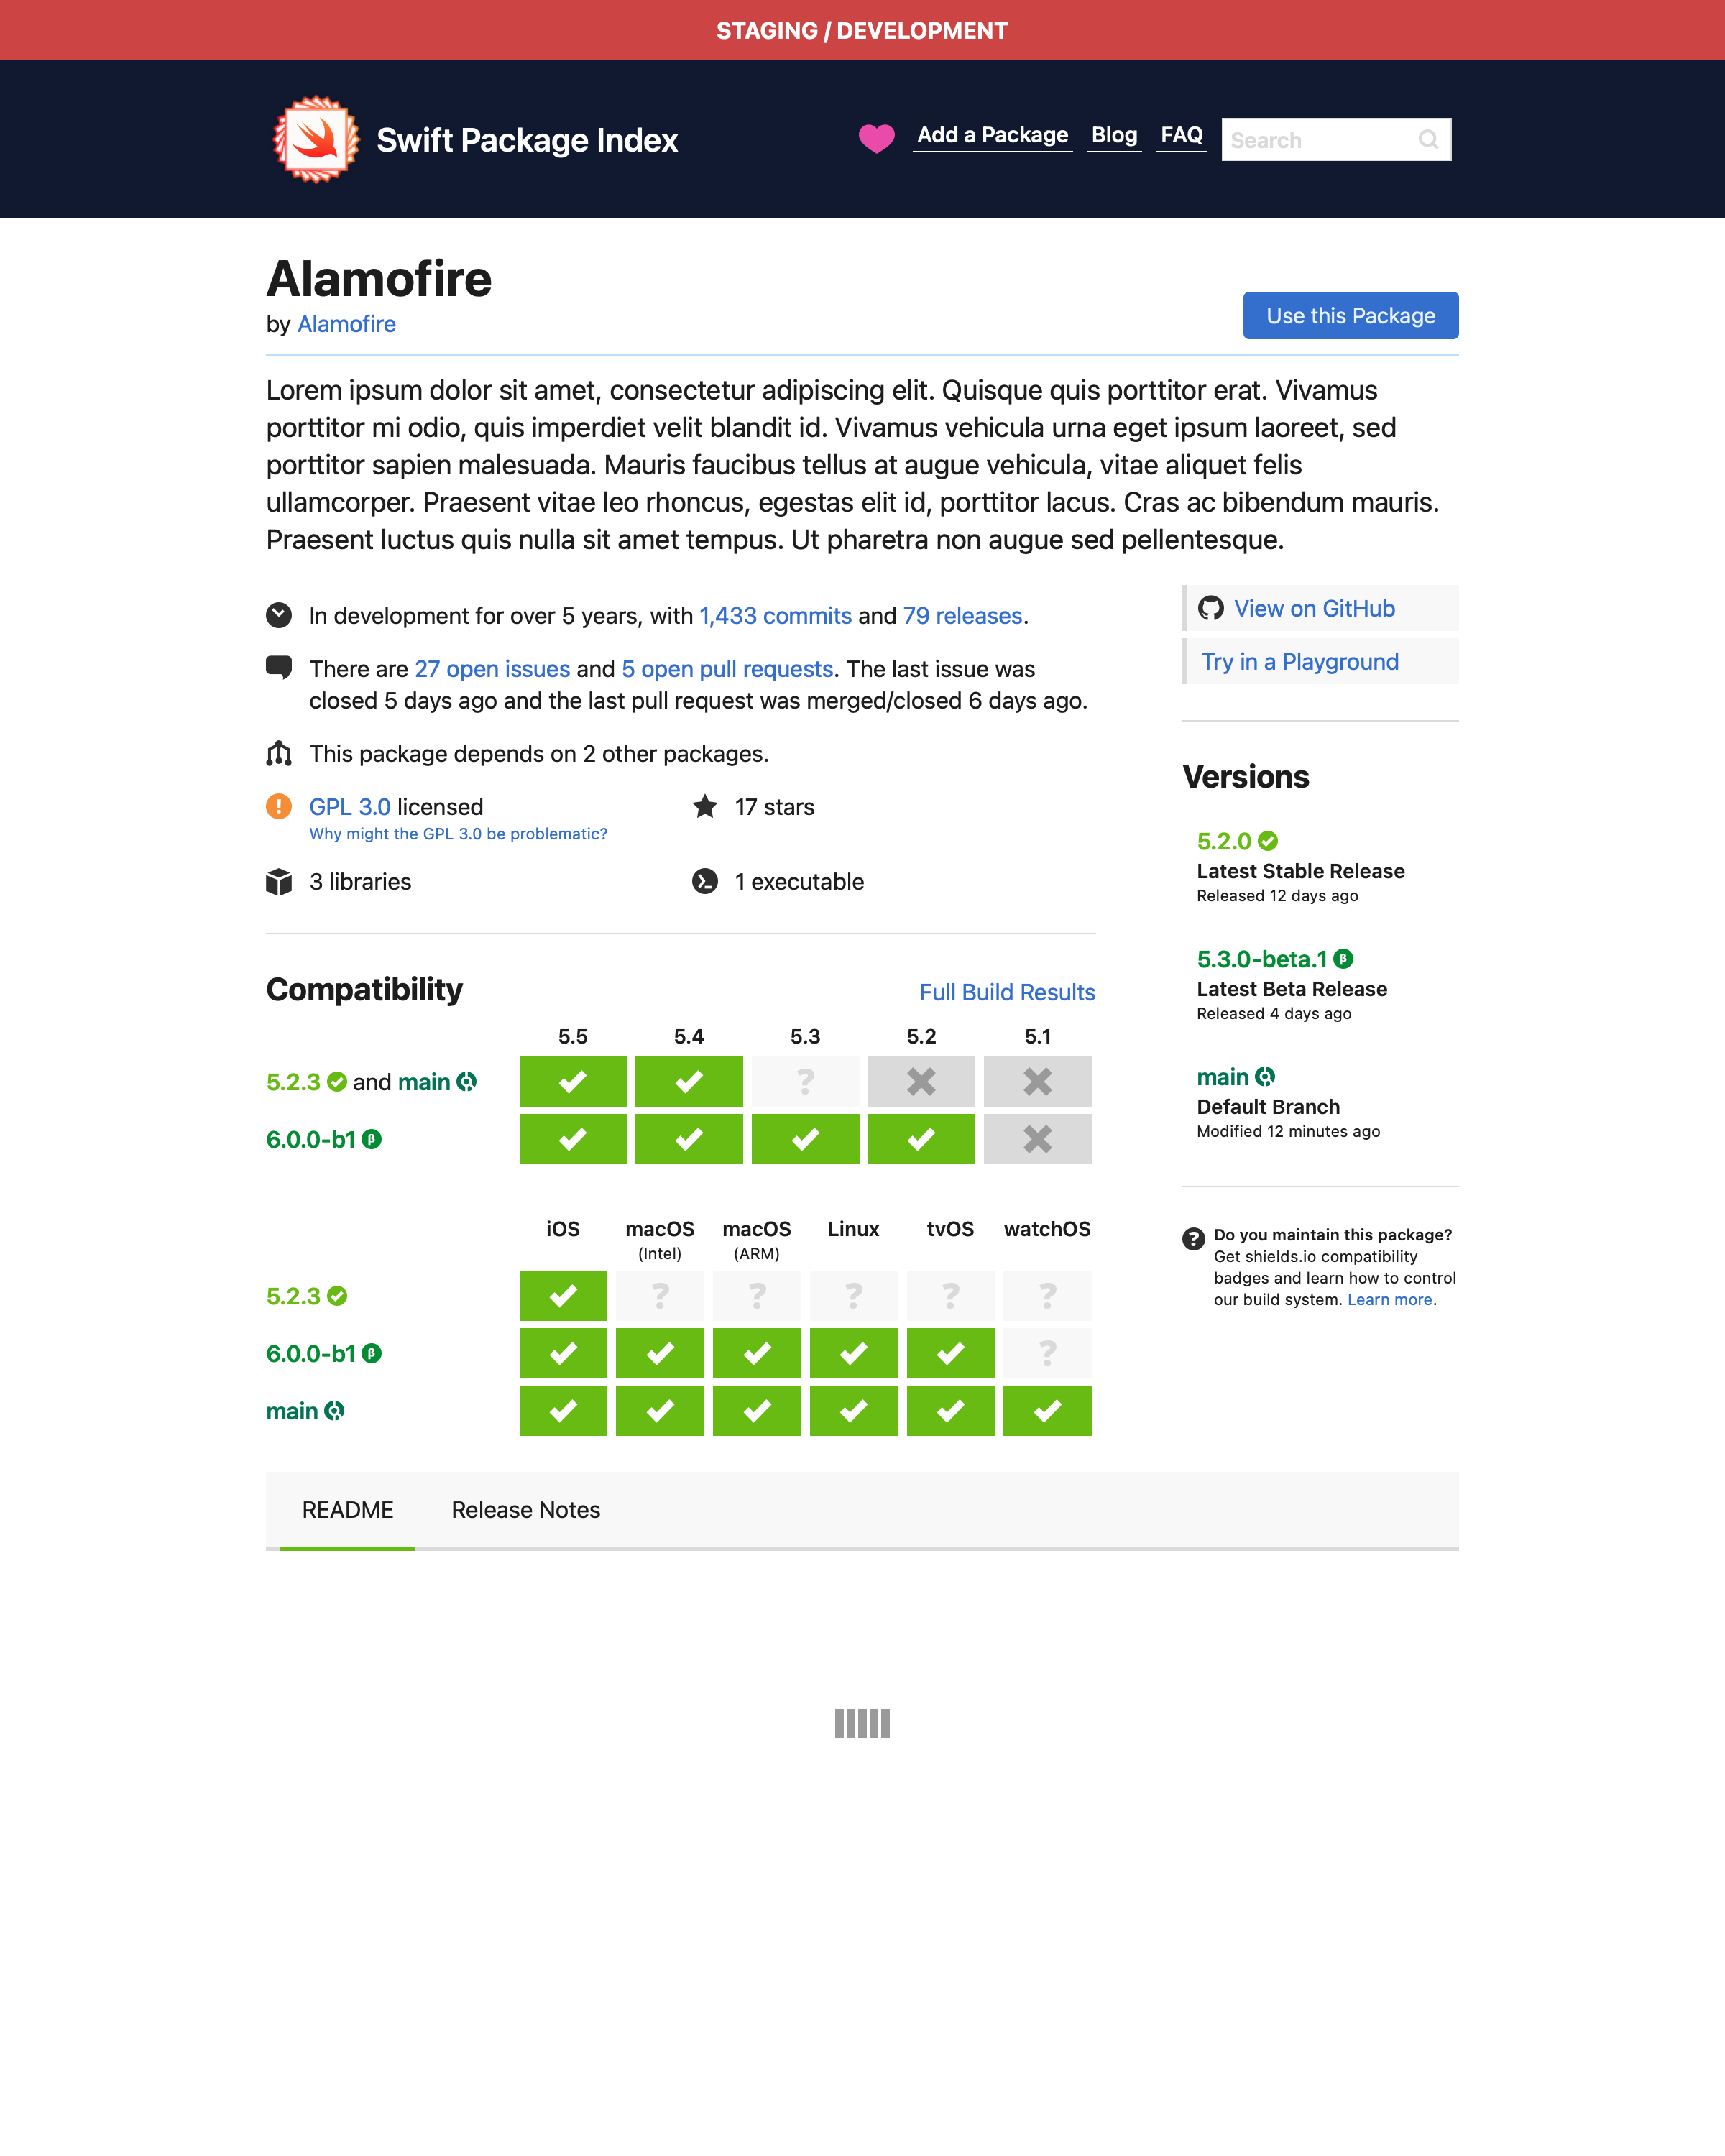 STAGING / DEVELOPMENT
Swift Package Index
Add a Package Blog FAQ Search
Alamofire
by Alamofire
Use this Package
Lorem ipsum dolor sit amet, consectetur adipiscing elit. Quisque quis porttitor erat. Vivamus
porttitor mi odio, quis imperdiet velit blandit id. Vivamus vehicula urna eget ipsum laoreet, sed
porttitor sapien malesuada. Mauris faucibus tellus at augue vehicula, vitae aliquet felis
ullamcorper. Praesent vitae leo rhoncus, egestas elit id, porttitor lacus. Cras ac bibendum mauris.
Praesent luctus quis nulla sit amet tempus. Ut pharetra non augue sed pellentesque.
In development for over 5 years, with 1,433 commits and 79 releases.
There are 27 open issues and 5 open pull requests. The last issue was
closed 5 days ago and the last pull request was merged/closed 6 days ago.
This package depends on 2 other packages.
GPL 3.0 licensed
Why might the GPL 3.0 be problematic?
17 stars
3 libraries
1 executable
Compatibility
Full Build Results
5.5 5.4 5.3 5.2 5.1
5.2.3 and main
?
6.0.0-b1 β
iOS macOS macOS Linux tvOS watchOS
(Intel) (ARM)
5.2.3
? ? ? ? ?
6.0.0-b1 β
?
main
View on GitHub
Try in a Playground
Versions
5.2.0
Latest Stable Release
Released 12 days ago
5.3.0-beta.1 β
Latest Beta Release
Released 4 days ago
main
Default Branch
Modified 12 minutes ago
Do you maintain this package?
Get shields.io compatibility
badges and learn how to control
our build system. Learn more.
README Release Notes